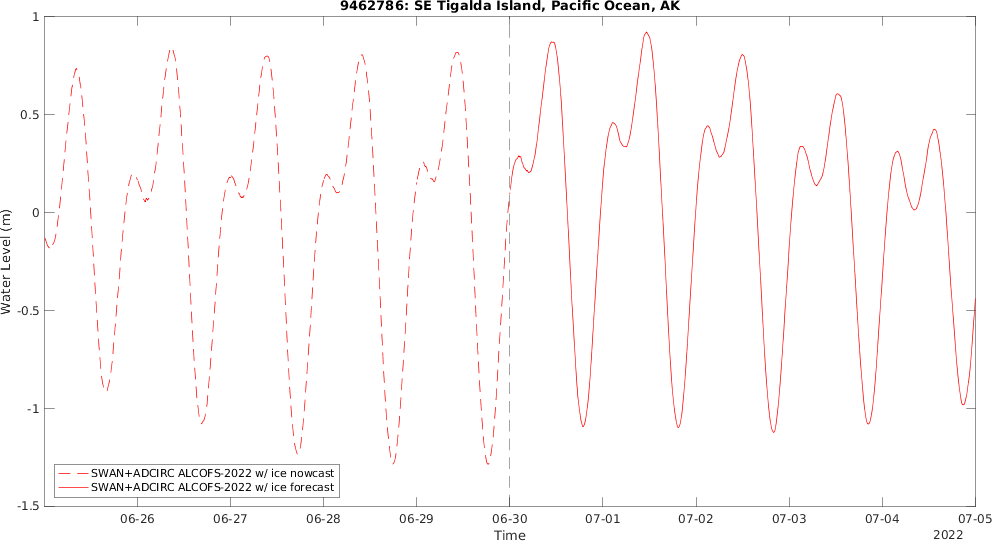 9462786: SE Tigalda Island, Pacific Ocean, AK
1
0.5
0
-0.5
-1
-1.5
Water Level (m)
SWAN+ADCIRC ALCOFS-2022 w/ ice nowcast
SWAN+ADCIRC ALCOFS-2022 w/ ice forecast
06-26 06-27 06-28 06-29 06-30 07-01 07-02 07-03 07-04 07-05
Time
2022